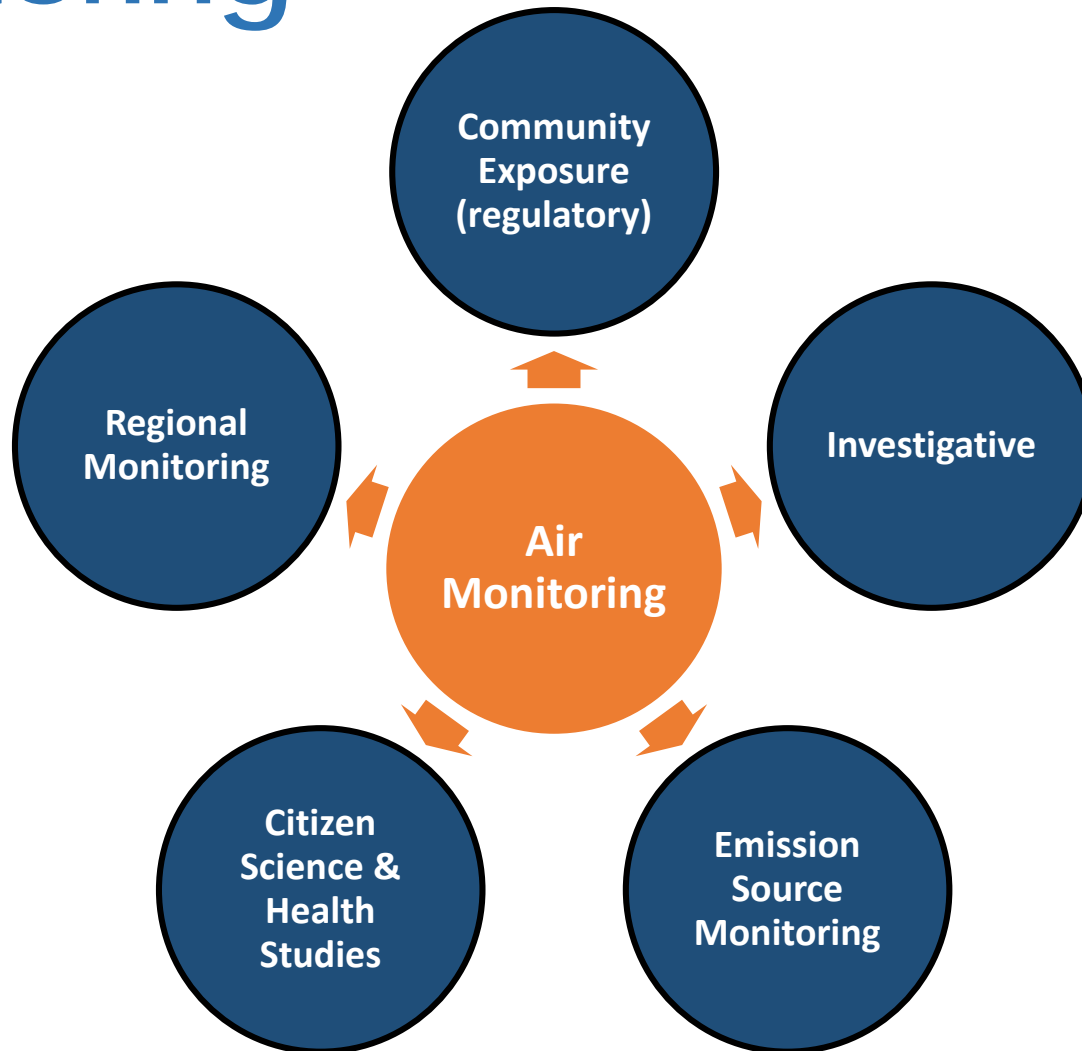 Community
Exposure
(regulatory)
Regional
Monitoring
Investigative
Air
Monitoring
Citizen
Science &
Health
Studies
Emission
Source
Monitoring